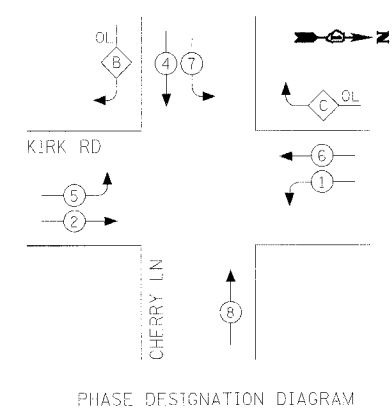 OL
B
4
7
N
C
OL
KIRK RD
6
1
5
2
CHERRY LN
8
PHASE DESIGNATION DIAGRAM